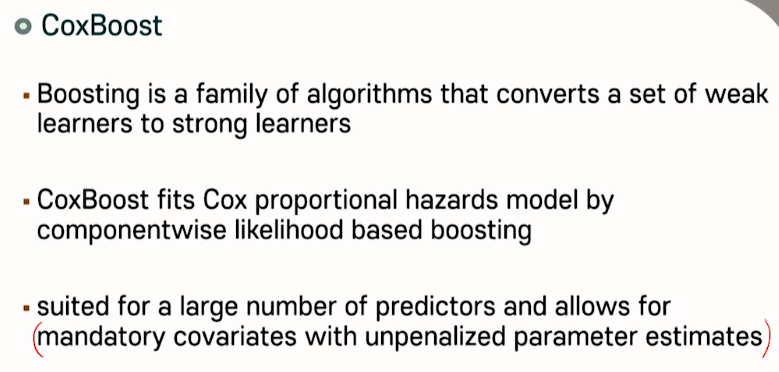 CoxBoost
Boosting is a family of algorithms that converts a set of weak
learners to strong learners
CoxBoost fits Cox proportional hazards model by
componentwise likelihood based boosting
suited for a large number of predictors and allows for
(mandatory covariates with unpenalized parameter estimates)